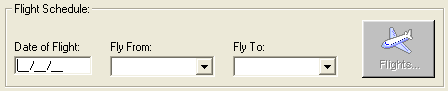 Flight Schedule:
Date of Flight: Fly From: Fly To:
__/__/__ Flights...